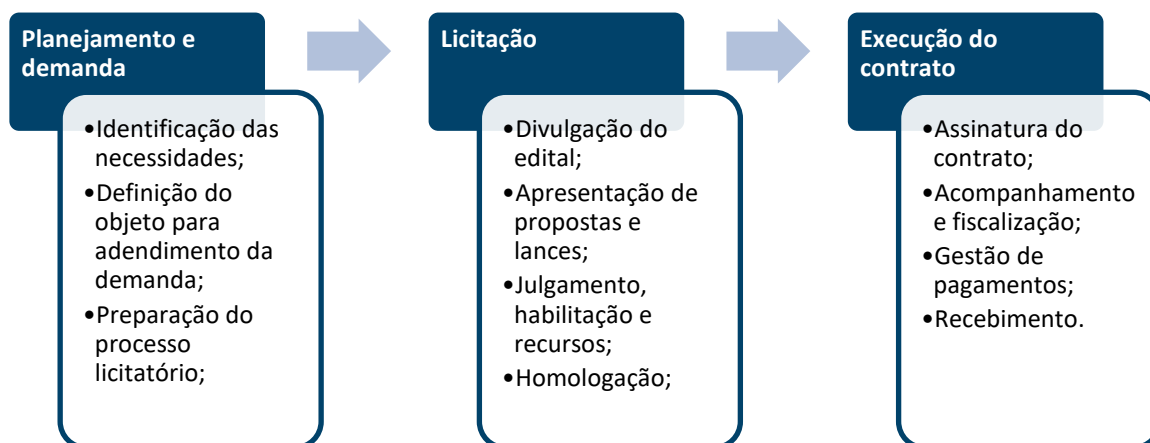 Planejamento e
demanda
•Identificação das
necessidades;
•Definição do
objeto para
adendimento da
demanda;
•Preparação do
processo
licitatório;
Licitação
•Divulgação do
edital;
•Apresentação de
propostas e
lances;
•Julgamento,
habilitação e
recursos;
•Homologação;
Execução do
contrato
•Assinatura do
contrato;
•Acompanhamento
e fiscalização;
•Gestão de
pagamentos;
•Recebimento.